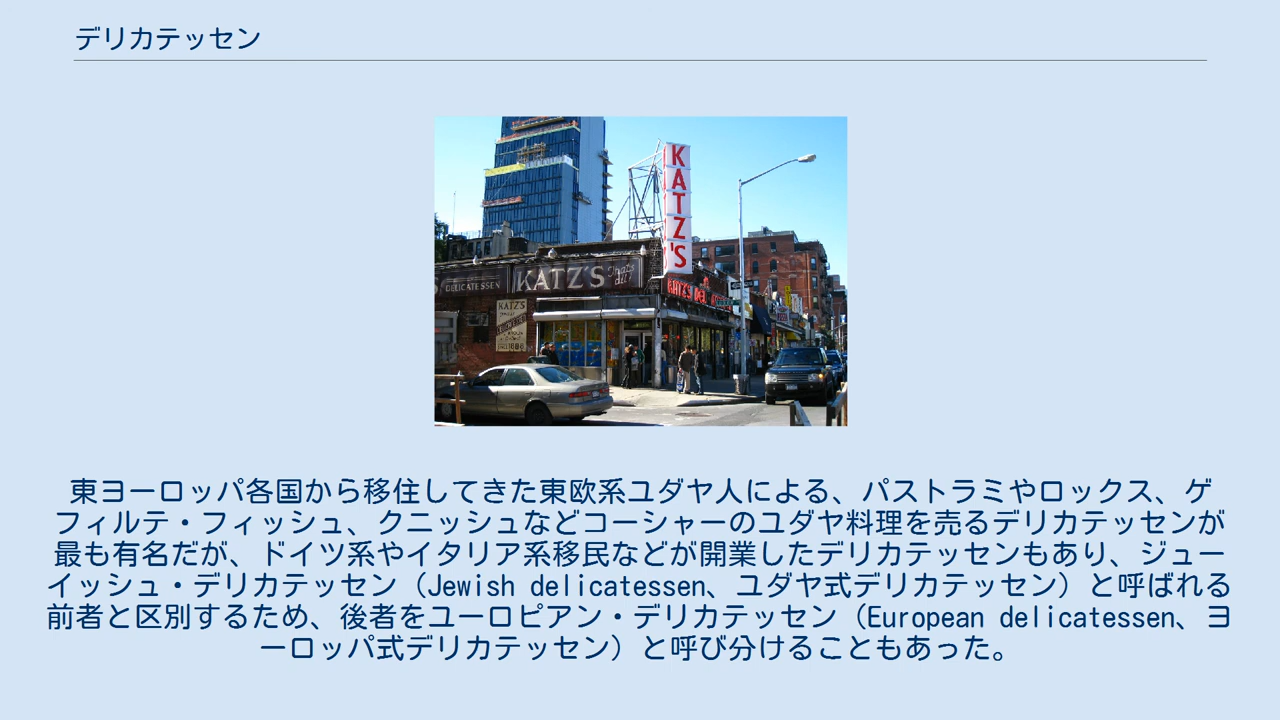 デリカテッセン
KATZ'S
DELICATESSEN
KATZ'S
KATZ'S
東ヨーロッパ各国から移住してきた東欧系ユダヤ人による、パストラミやロックス、ゲ
フィルテ・フィッシュ、クニッシュなどコーシャーのユダヤ料理を売るデリカテッセンが
最も有名だが、ドイツ系やイタリア系移民などが開業したデリカテッセンもあり、ジュー
イッシュ・デリカテッセン（Jewish delicatessen、ユダヤ式デリカテッセン）と呼ばれる
前者と区別するため、後者をユーロピアン・デリカテッセン（European delicatessen、ヨ
ーロッパ式デリカテッセン）と呼び分けることもあった。